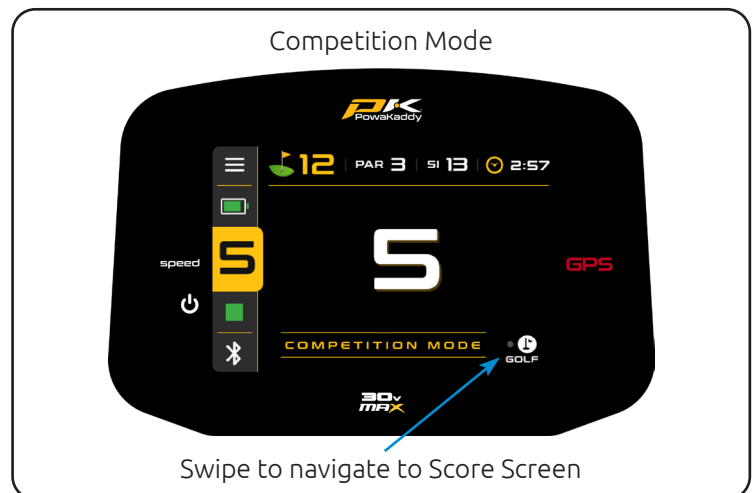 Competition Mode
PK
PowaKaddy
12 PAR 3 SI 13 2:57
speed
5
5
GPS
COMPETITION MODE
GOLF
30v
MAX
Swipe to navigate to Score Screen